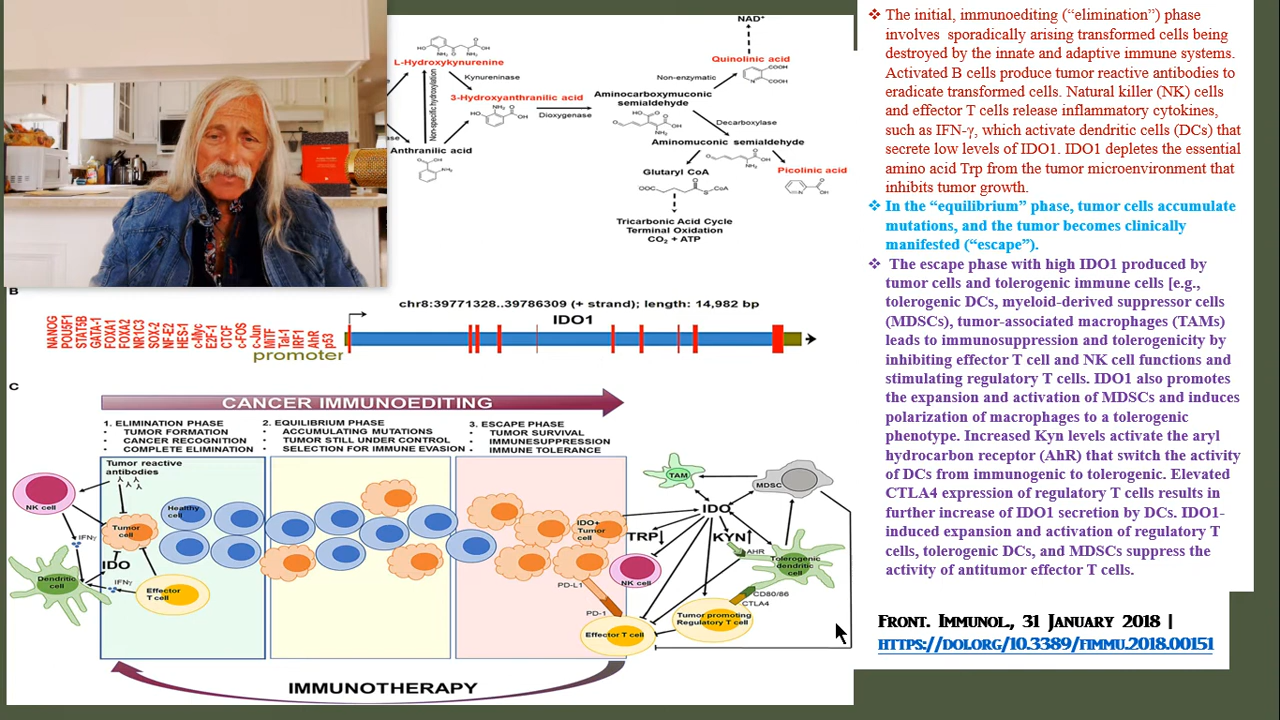 NAD+
L-Hydroxykynurenine
Kynureninase
Non-specific hydroxylation
3-Hydroxyanthranilic acid
Dioxygenase
Anthranilic acid
Quinolinic acid
Non-enzymatic
Aminocarboxymuconic
semialdehyde
Decarboxylase
Aminomuconic semialdehyde
Glutaryl CoA
Picolinic acid
Tricarbonic Acid Cycle
Terminal Oxidation
CO₂ + ATP
B
chr8:39771328..39786309 (+ strand); length: 14,982 bp
IDO1
NANOG
POU5F1
STAT5B
GATA-1
FOXA1
FOXA2
NR1C3
SOX-2
NF-E2
HES-1
c-Myc
E2F-1
CTCF
c-FOS
c-Jun
MITF
Tal-1
IRF1
AhR
p53
promoter
C
CANCER IMMUNOEDITING
1. ELIMINATION PHASE
• TUMOR FORMATION
• CANCER RECOGNITION
• COMPLETE ELIMINATION
2. EQUILIBRIUM PHASE
• ACCUMULATING MUTATIONS
• TUMOR STILL UNDER CONTROL
• SELECTION FOR IMMUE EVASION
3. ESCAPE PHASE
• TUMOR SURVIVAL
• IMMUNESUPPRESSION
• IMMUNE TOLERANCE
Tumor reactive
antibodies
NK cell
Tumor
cell
Healthy
cell
IFNγ
IDO
Dendritic
cell
IFNγ
Effector
T cell
IDO+
Tumor
cell
PD-L1
PD-1
Effector T cell
TAM
MDSC
IDO
TRP↓
KYN↑
AHR
NK cell
Tolerogenic
dendritic
cell
CD80/86
CTLA4
Tumor promoting
Regulatory T cell
IMMUNOTHERAPY
❖ The initial, immunoediting (“elimination”) phase
involves sporadically arising transformed cells being
destroyed by the innate and adaptive immune systems.
Activated B cells produce tumor reactive antibodies to
eradicate transformed cells. Natural killer (NK) cells
and effector T cells release inflammatory cytokines,
such as IFN-γ, which activate dendritic cells (DCs) that
secrete low levels of IDO1. IDO1 depletes the essential
amino acid Trp from the tumor microenvironment that
inhibits tumor growth.
❖ In the “equilibrium” phase, tumor cells accumulate
mutations, and the tumor becomes clinically
manifested (“escape”).
❖ The escape phase with high IDO1 produced by
tumor cells and tolerogenic immune cells [e.g.,
tolerogenic DCs, myeloid-derived suppressor cells
(MDSCs), tumor-associated macrophages (TAMs)
leads to immunosuppression and tolerogenicity by
inhibiting effector T cell and NK cell functions and
stimulating regulatory T cells. IDO1 also promotes
the expansion and activation of MDSCs and induces
polarization of macrophages to a tolerogenic
phenotype. Increased Kyn levels activate the aryl
hydrocarbon receptor (AhR) that switch the activity
of DCs from immunogenic to tolerogenic. Elevated
CTLA4 expression of regulatory T cells results in
further increase of IDO1 secretion by DCs. IDO1-
induced expansion and activation of regulatory T
cells, tolerogenic DCs, and MDSCs suppress the
activity of antitumor effector T cells.
Front. Immunol, 31 January 2018 |
https://doi.org/10.3389/fimmu.2018.00151